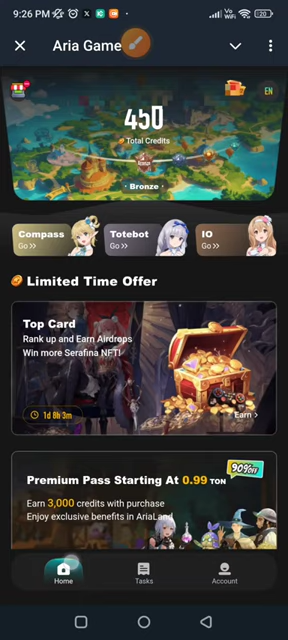 9:26 PM
Vo
WiFi
20
Aria Game
EN
450
Total Credits
Bronze
Compass
Go >>
Totebot
Go >>
IO
Go >>
Limited Time Offer
Top Card
Rank up and Earn Airdrops
Win more Serafina NFT!
1d 8h 3m
Earn >
90% OFF
Premium Pass Starting At 0.99 TON
Earn 3,000 credits with purchase
Enjoy exclusive benefits in AriaLand
Home
Tasks
Account